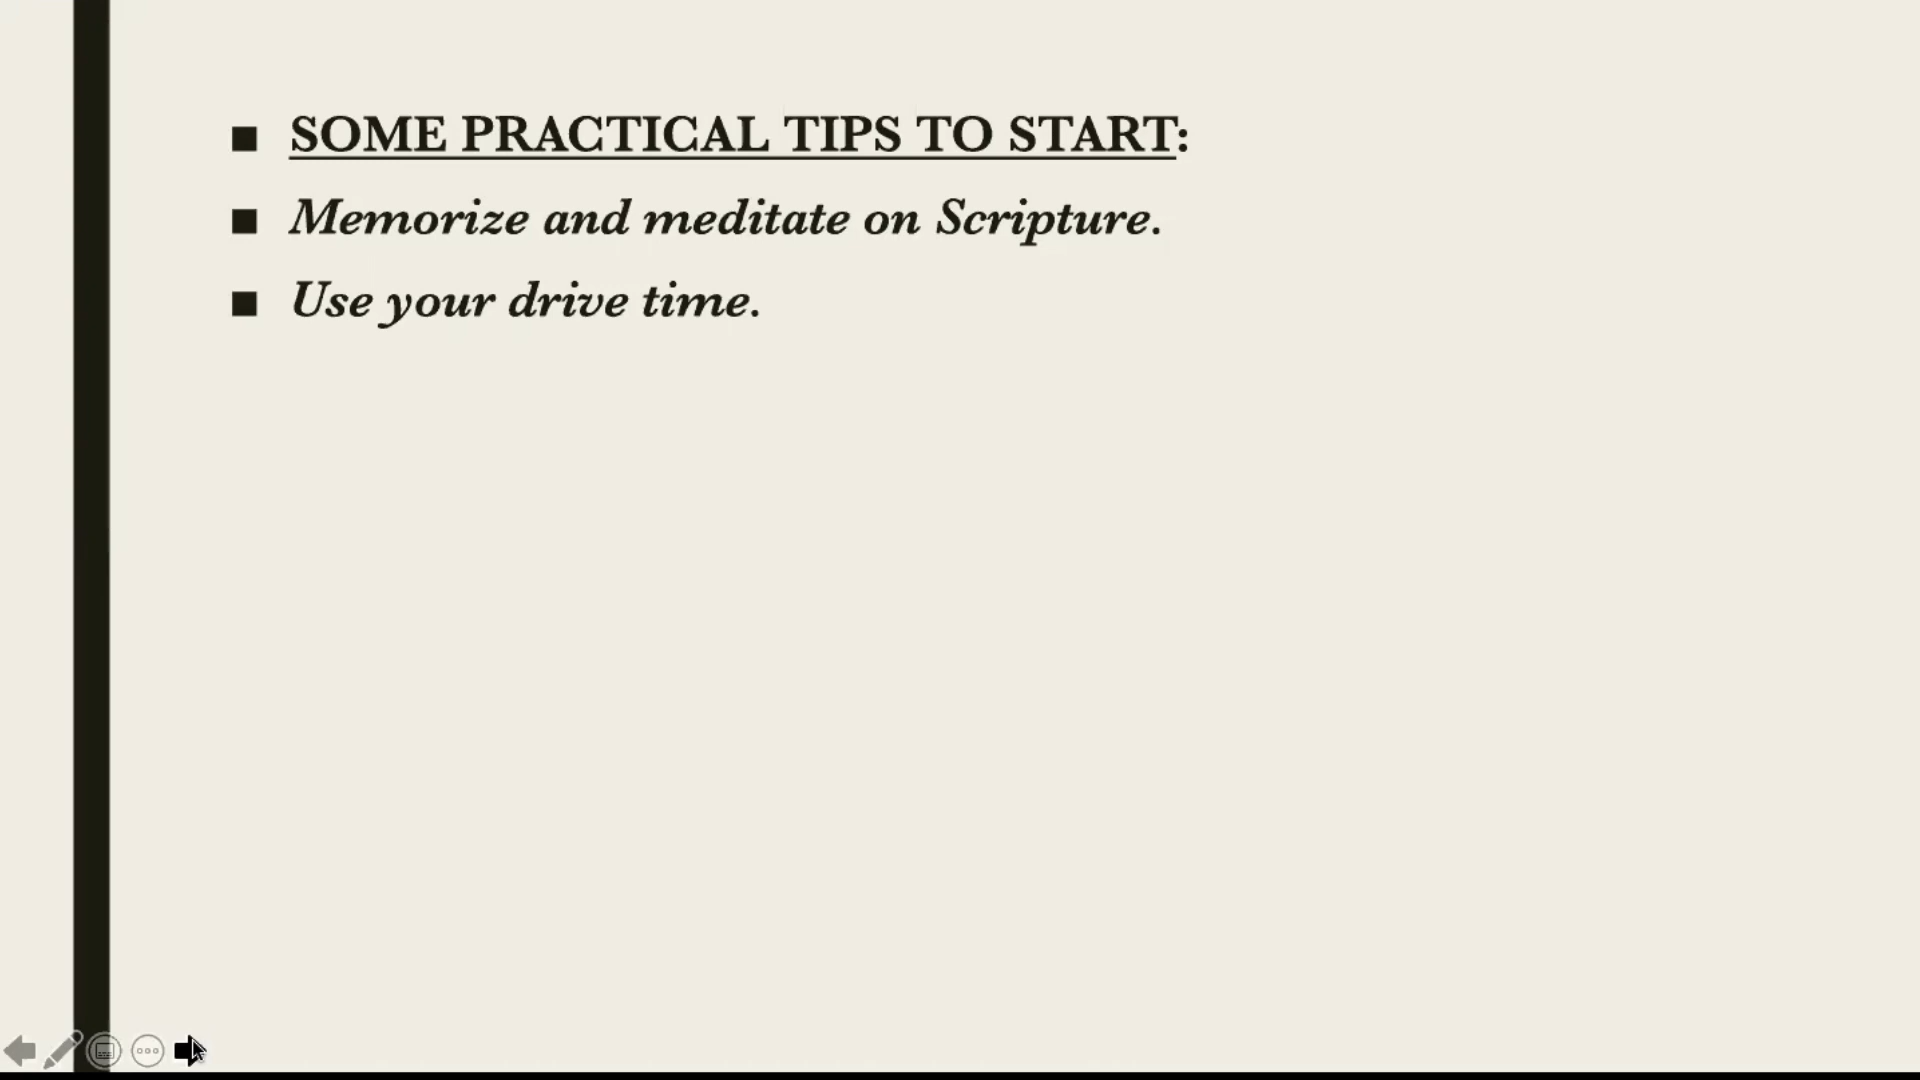 SOME PRACTICAL TIPS TO START:
Memorize and meditate on Scripture.
Use your drive time.